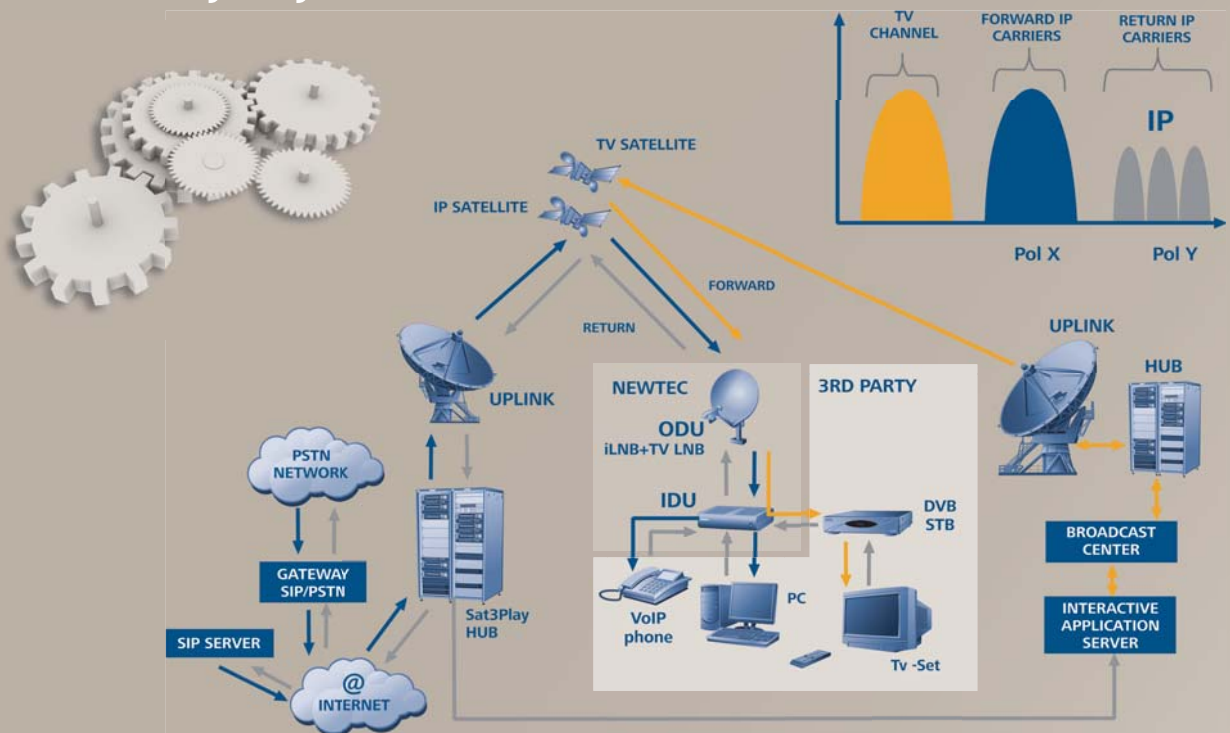 TV
CHANNEL
FORWARD IP
CARRIERS
RETURN IP
CARRIERS
IP
Pol X
Pol Y
TV SATELLITE
IP SATELLITE
FORWARD
RETURN
UPLINK
UPLINK
HUB
NEWTEC
3RD PARTY
ODU
iLNB+TV LNB
PSTN
NETWORK
IDU
DVB
STB
BROADCAST
CENTER
GATEWAY
SIP/PSTN
Sat3Play
HUB
VoIP
phone
PC
INTERACTIVE
APPLICATION
SERVER
SIP SERVER
Tv -Set
@
INTERNET